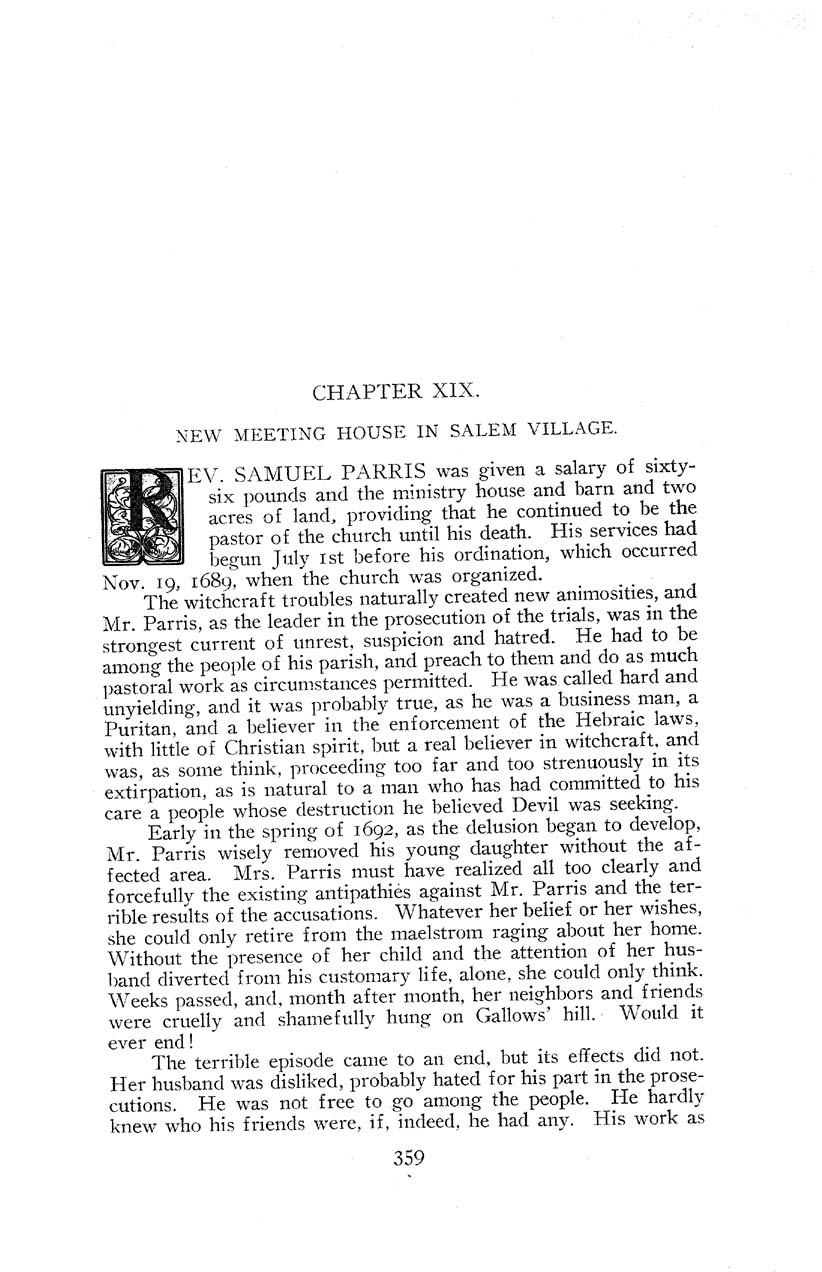 CHAPTER XIX.
NEW MEETING HOUSE IN SALEM VILLAGE.
REV. SAMUEL PARRIS was given a salary of sixty-
six pounds and the ministry house and barn and two
acres of land, providing that he continued to be the
pastor of the church until his death. His services had
begun July 1st before his ordination, which occurred
Nov. 19, 1689, when the church was organized.
The witchcraft troubles naturally created new animosities, and
Mr. Parris, as the leader in the prosecution of the trials, was in the
strongest current of unrest, suspicion and hatred. He had to be
among the people of his parish, and preach to them and do as much
pastoral work as circumstances permitted. He was called hard and
unyielding, and it was probably true, as he was a business man, a
Puritan, and a believer in the enforcement of the Hebraic laws,
with little of Christian spirit, but a real believer in witchcraft, and
was, as some think, proceeding too far and too strenuously in its
extirpation, as is natural to a man who has had committed to his
care a people whose destruction he believed Devil was seeking.
Early in the spring of 1692, as the delusion began to develop,
Mr. Parris wisely removed his young daughter without the af-
fected area. Mrs. Parris must have realized all too clearly and
forcefully the existing antipathies against Mr. Parris and the ter-
rible results of the accusations. Whatever her belief or her wishes,
she could only retire from the maelstrom raging about her home.
Without the presence of her child and the attention of her hus-
band diverted from his customary life, alone, she could only think.
Weeks passed, and, month after month, her neighbors and friends
were cruelly and shamefully hung on Gallows' hill. Would it
ever end!
The terrible episode came to an end, but its effects did not.
Her husband was disliked, probably hated for his part in the prose-
cutions. He was not free to go among the people. He hardly
knew who his friends were, if, indeed, he had any. His work as
359